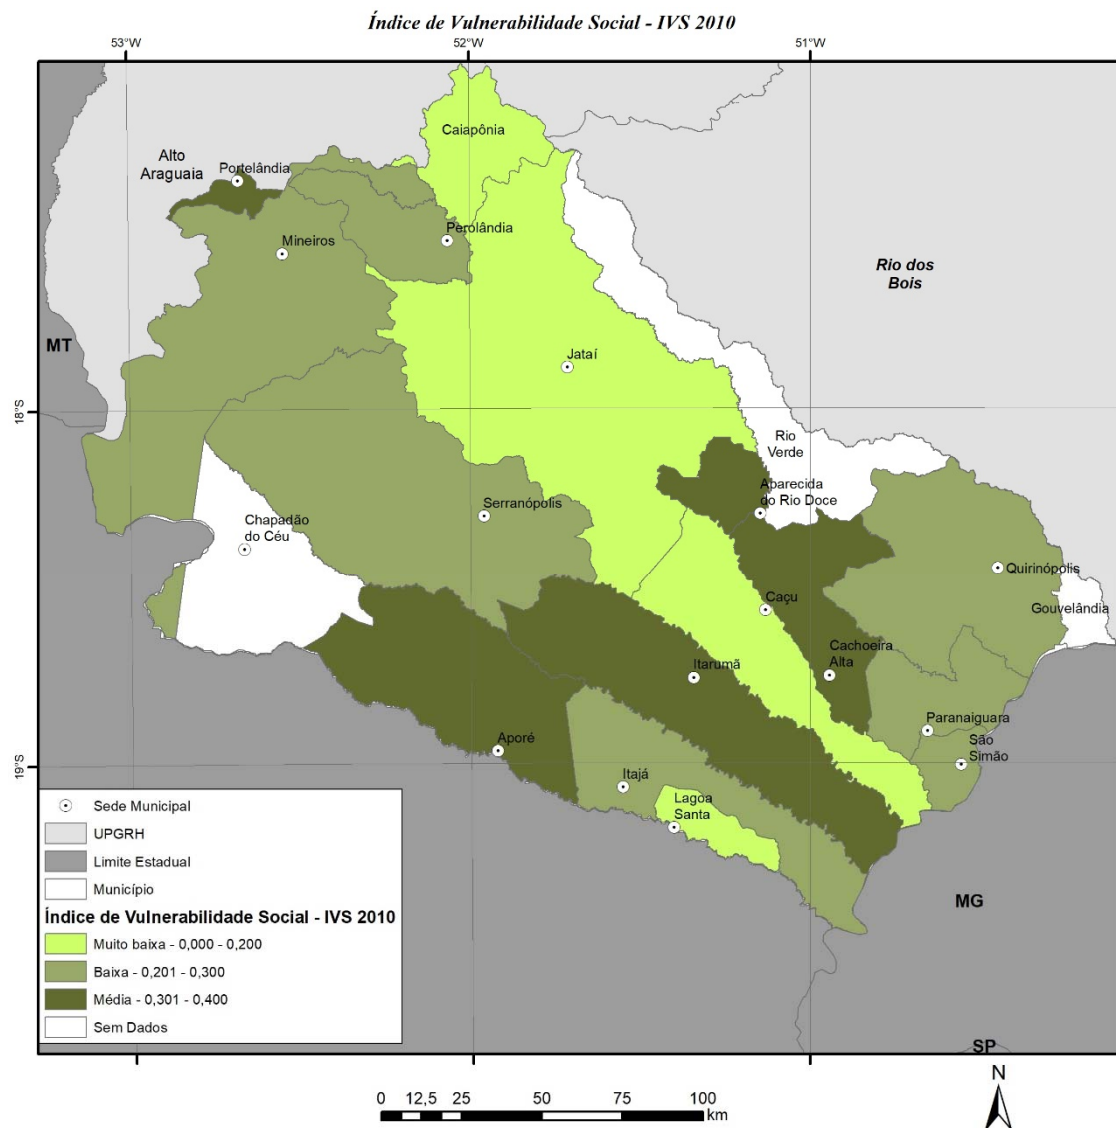 Índice de Vulnerabilidade Social - IVS 2010
53°W
52°W
51°W
Caiapônia
Alto
Araguaia
Portelândia
Perolândia
Mineiros
Rio dos
Bois
MT
Jataí
18°S
Rio
Verde
Aparecida
do Rio Doce
Serranópolis
Chapadão
do Céu
Quirinópolis
Caçu
Gouvelândia
Cachoeira
Alta
Itarumã
Paranaiguara
São
Simão
Aporé
19°S
Itajá
Lagoa
Santa
Sede Municipal
UPGRH
Limite Estadual
Município
MG
Índice de Vulnerabilidade Social - IVS 2010
Muito baixa - 0,000 - 0,200
Baixa - 0,201 - 0,300
Média - 0,301 - 0,400
Sem Dados
SP
N
0 12,5 25 50 75 100
km